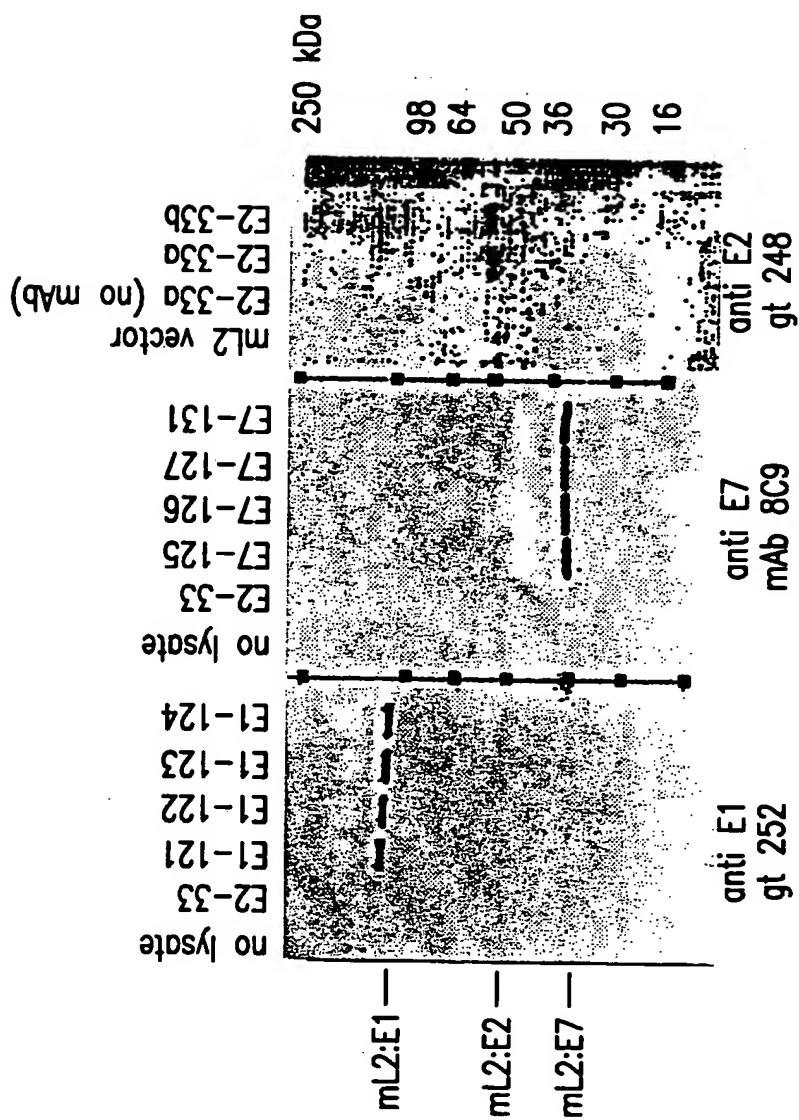 no lysate
E2-33
E1-121
E1-122
E1-123
E1-124
no lysate
E2-33
E7-125
E7-126
E7-127
E7-131
mL2 vector
E2-33a (no mAb)
E2-33a
E2-33b
250 kDa
98
64
50
36
30
16
mL2:E1
mL2:E2
mL2:E7
anti E1
gt 252
anti E7
mAb 8C9
anti E2
gt 248